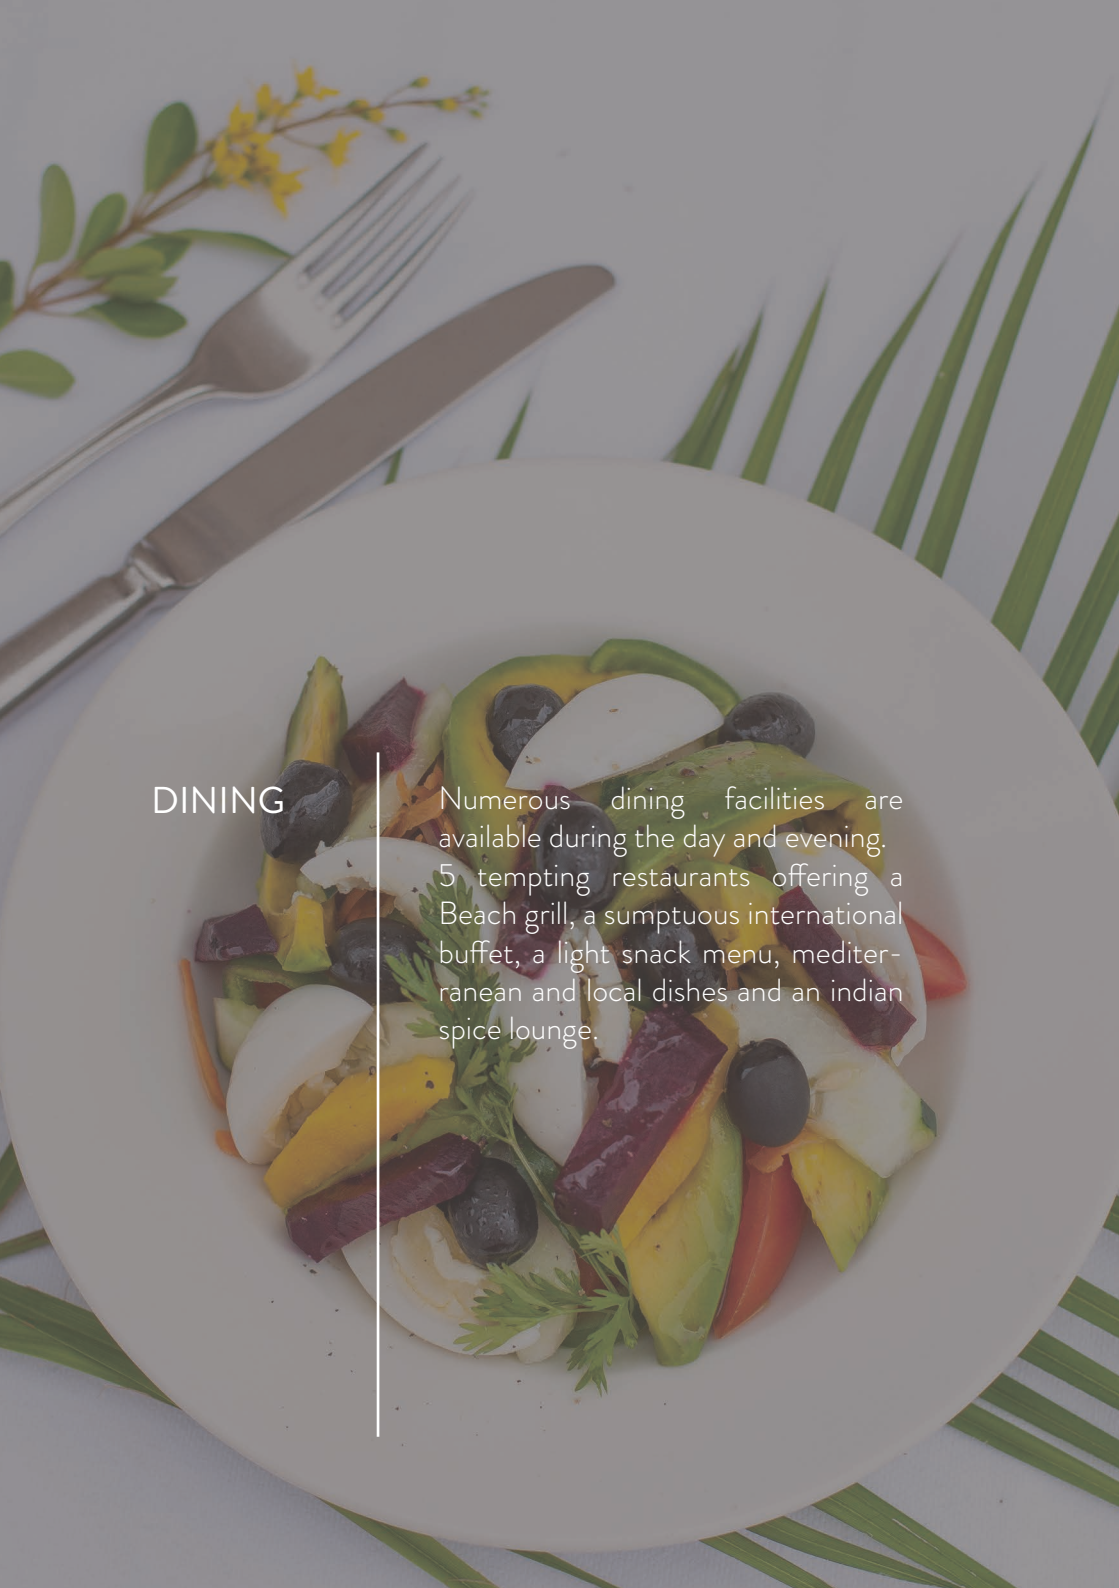 DINING
Numerous dining facilities are
available during the day and evening.
5 tempting restaurants offering a
Beach grill, a sumptuous international
buffet, a light snack menu, mediter-
ranean and local dishes and an indian
spice lounge.